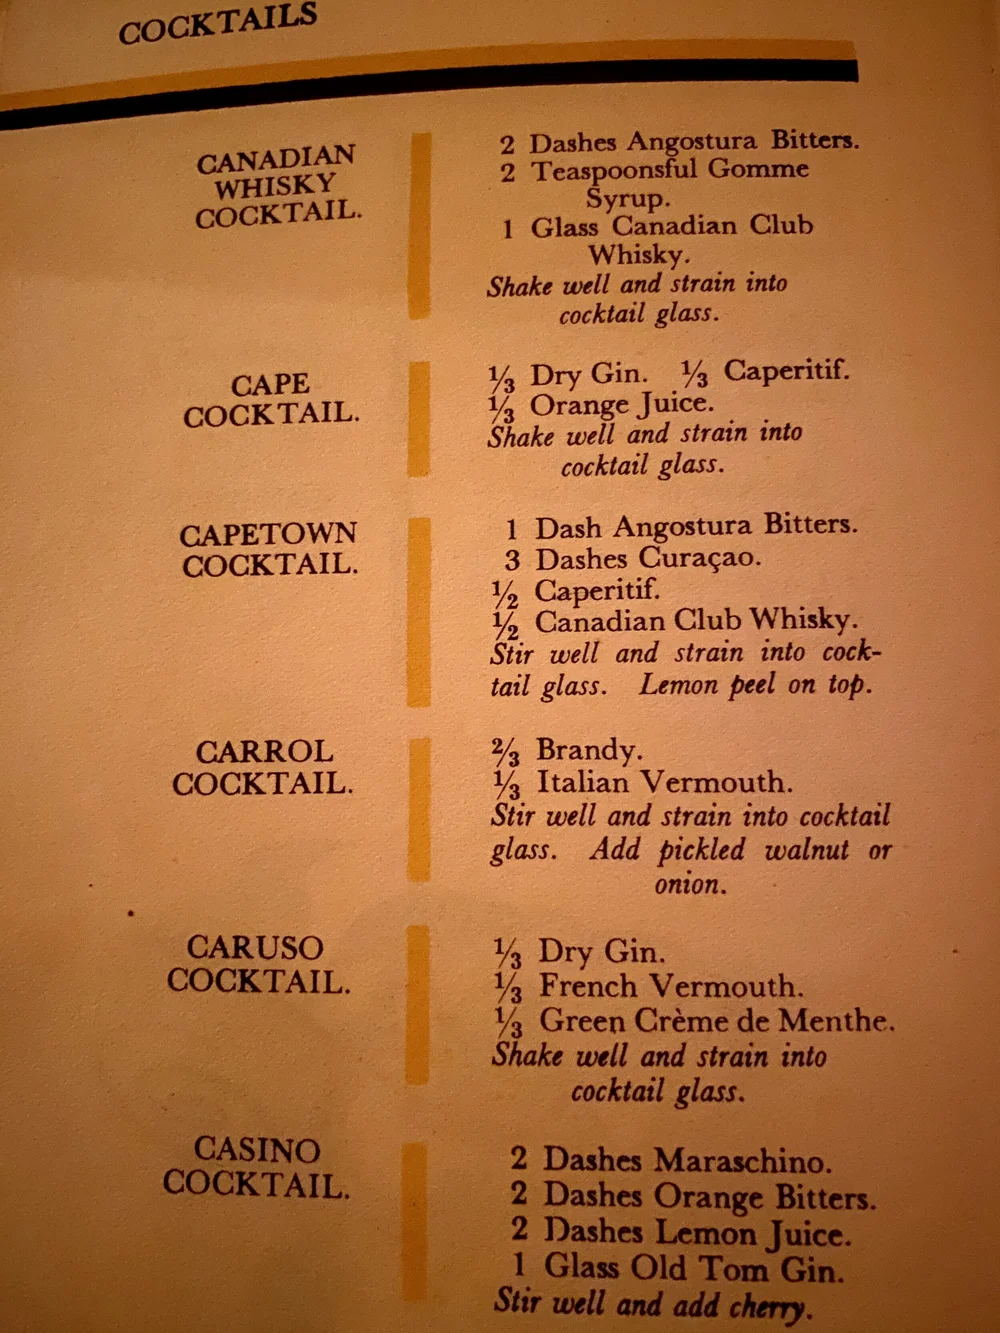 COCKTAILS
CANADIAN
WHISKY
COCKTAIL.
2 Dashes Angostura Bitters.
2 Teaspoonsful Gomme
Syrup.
1 Glass Canadian Club
Whisky.
Shake well and strain into
cocktail glass.
CAPE
COCKTAIL.
⅓ Dry Gin. ⅓ Caperitif.
⅓ Orange Juice.
Shake well and strain into
cocktail glass.
CAPETOWN
COCKTAIL.
1 Dash Angostura Bitters.
3 Dashes Curaçao.
½ Caperitif.
½ Canadian Club Whisky.
Stir well and strain into cock-
tail glass. Lemon peel on top.
CARROL
COCKTAIL.
⅔ Brandy.
⅓ Italian Vermouth.
Stir well and strain into cocktail
glass. Add pickled walnut or
onion.
CARUSO
COCKTAIL.
⅓ Dry Gin.
⅓ French Vermouth.
⅓ Green Crème de Menthe.
Shake well and strain into
cocktail glass.
CASINO
COCKTAIL.
2 Dashes Maraschino.
2 Dashes Orange Bitters.
2 Dashes Lemon Juice.
1 Glass Old Tom Gin.
Stir well and add cherry.